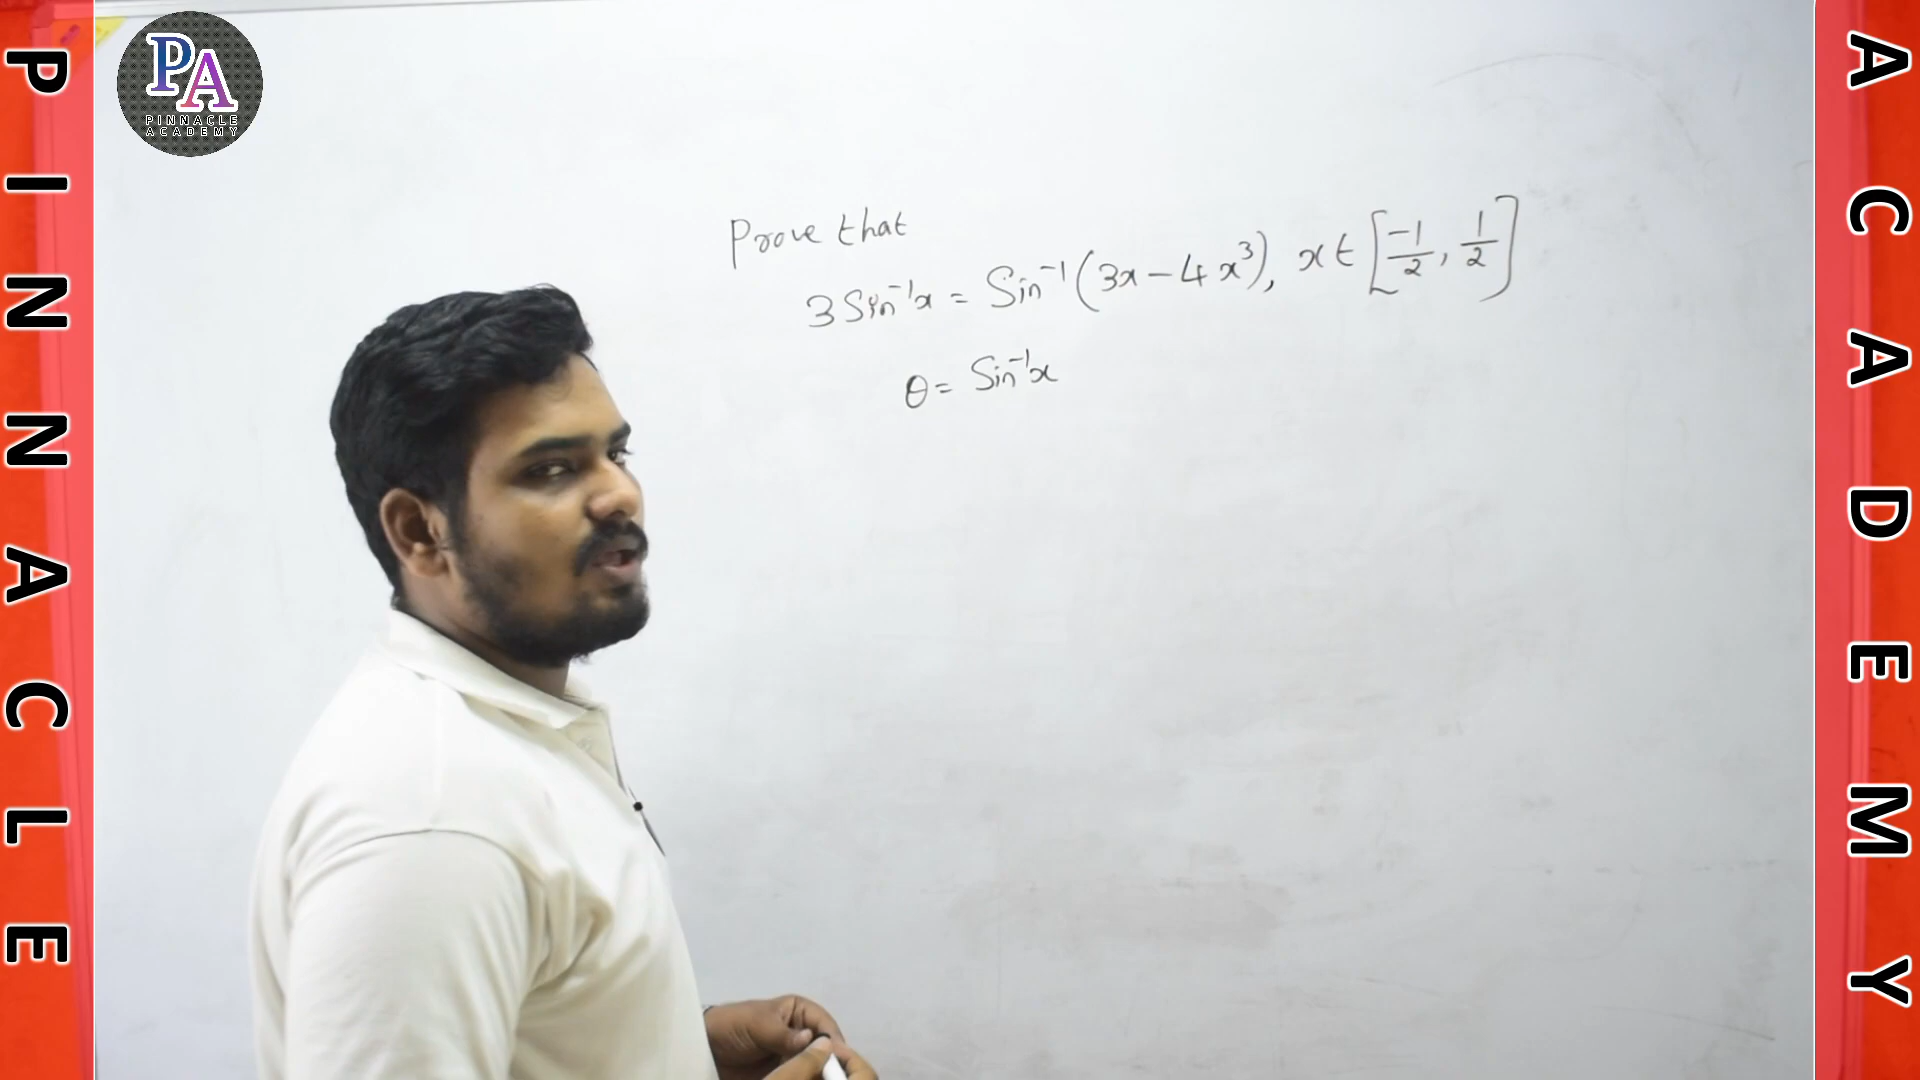 PINNACLE
PA
PINNACLE
ACADEMY
Prove that
3 Sin⁻¹x = Sin⁻¹(3x − 4x³), x ∈ [-1/2, 1/2]
θ = Sin⁻¹x
ACADEMY